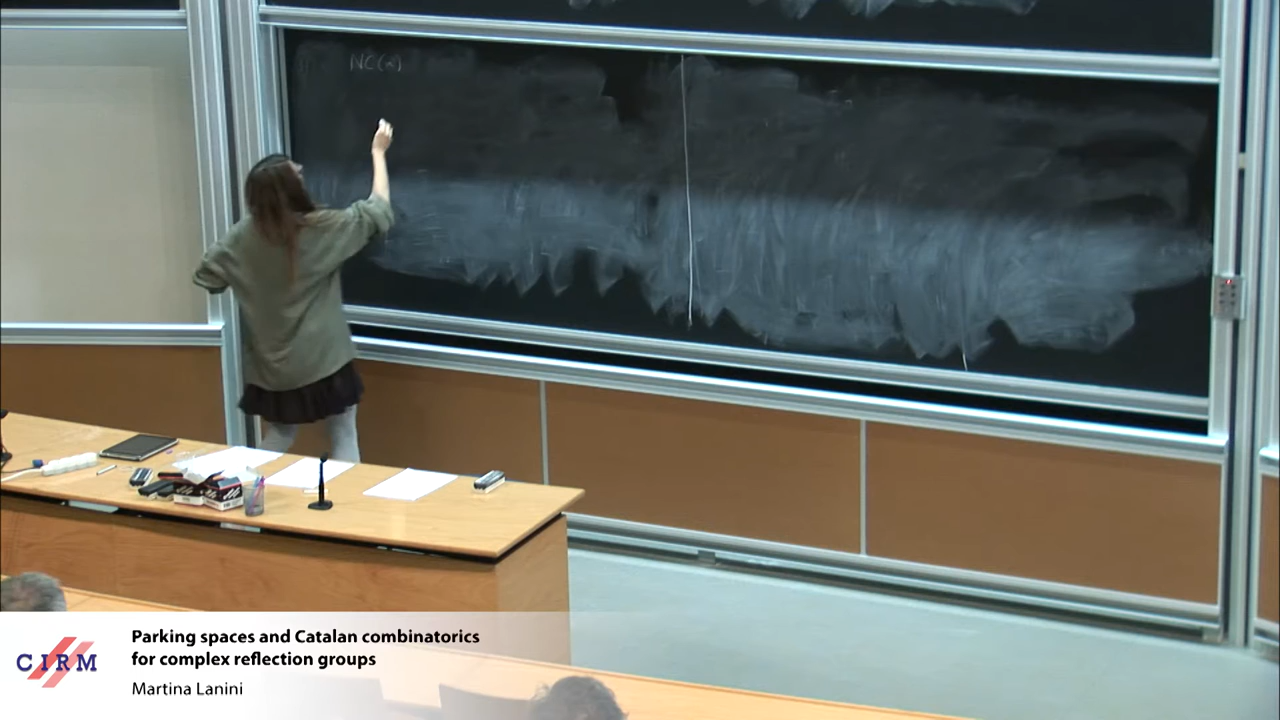 NC(n)
CIRM
Parking spaces and Catalan combinatorics
for complex reflection groups
Martina Lanini